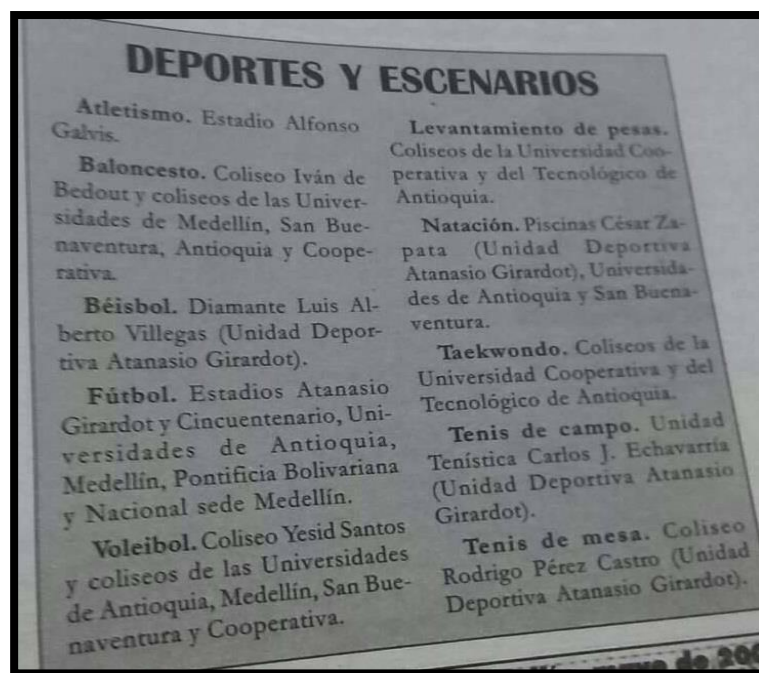 DEPORTES Y ESCENARIOS
Atletismo. Estadio Alfonso
Galvis.
Baloncesto. Coliseo Iván de
Bedout y coliseos de las Univer-
sidades de Medellín, San Bue-
naventura, Antioquia y Coope-
rativa.
Béisbol. Diamante Luis Al-
berto Villegas (Unidad Depor-
tiva Atanasio Girardot).
Fútbol. Estadios Atanasio
Girardot y Cincuentenario, Uni-
versidades de Antioquia,
Medellín, Pontificia Bolivariana
y Nacional sede Medellín.
Voleibol. Coliseo Yesid Santos
y coliseos de las Universidades
de Antioquia, Medellín, San Bue-
naventura y Cooperativa.
Levantamiento de pesas.
Coliseos de la Universidad Coo-
perativa y del Tecnológico de
Antioquia.
Natación. Piscinas César Za-
pata (Unidad Deportiva
Atanasio Girardot), Universida-
des de Antioquia y San Buena-
ventura.
Taekwondo. Coliseos de la
Universidad Cooperativa y del
Tecnológico de Antioquia.
Tenis de campo. Unidad
Tenística Carlos J. Echavarría
(Unidad Deportiva Atanasio
Girardot).
Tenis de mesa. Coliseo
Rodrigo Pérez Castro (Unidad
Deportiva Atanasio Girardot).
mayo de 200